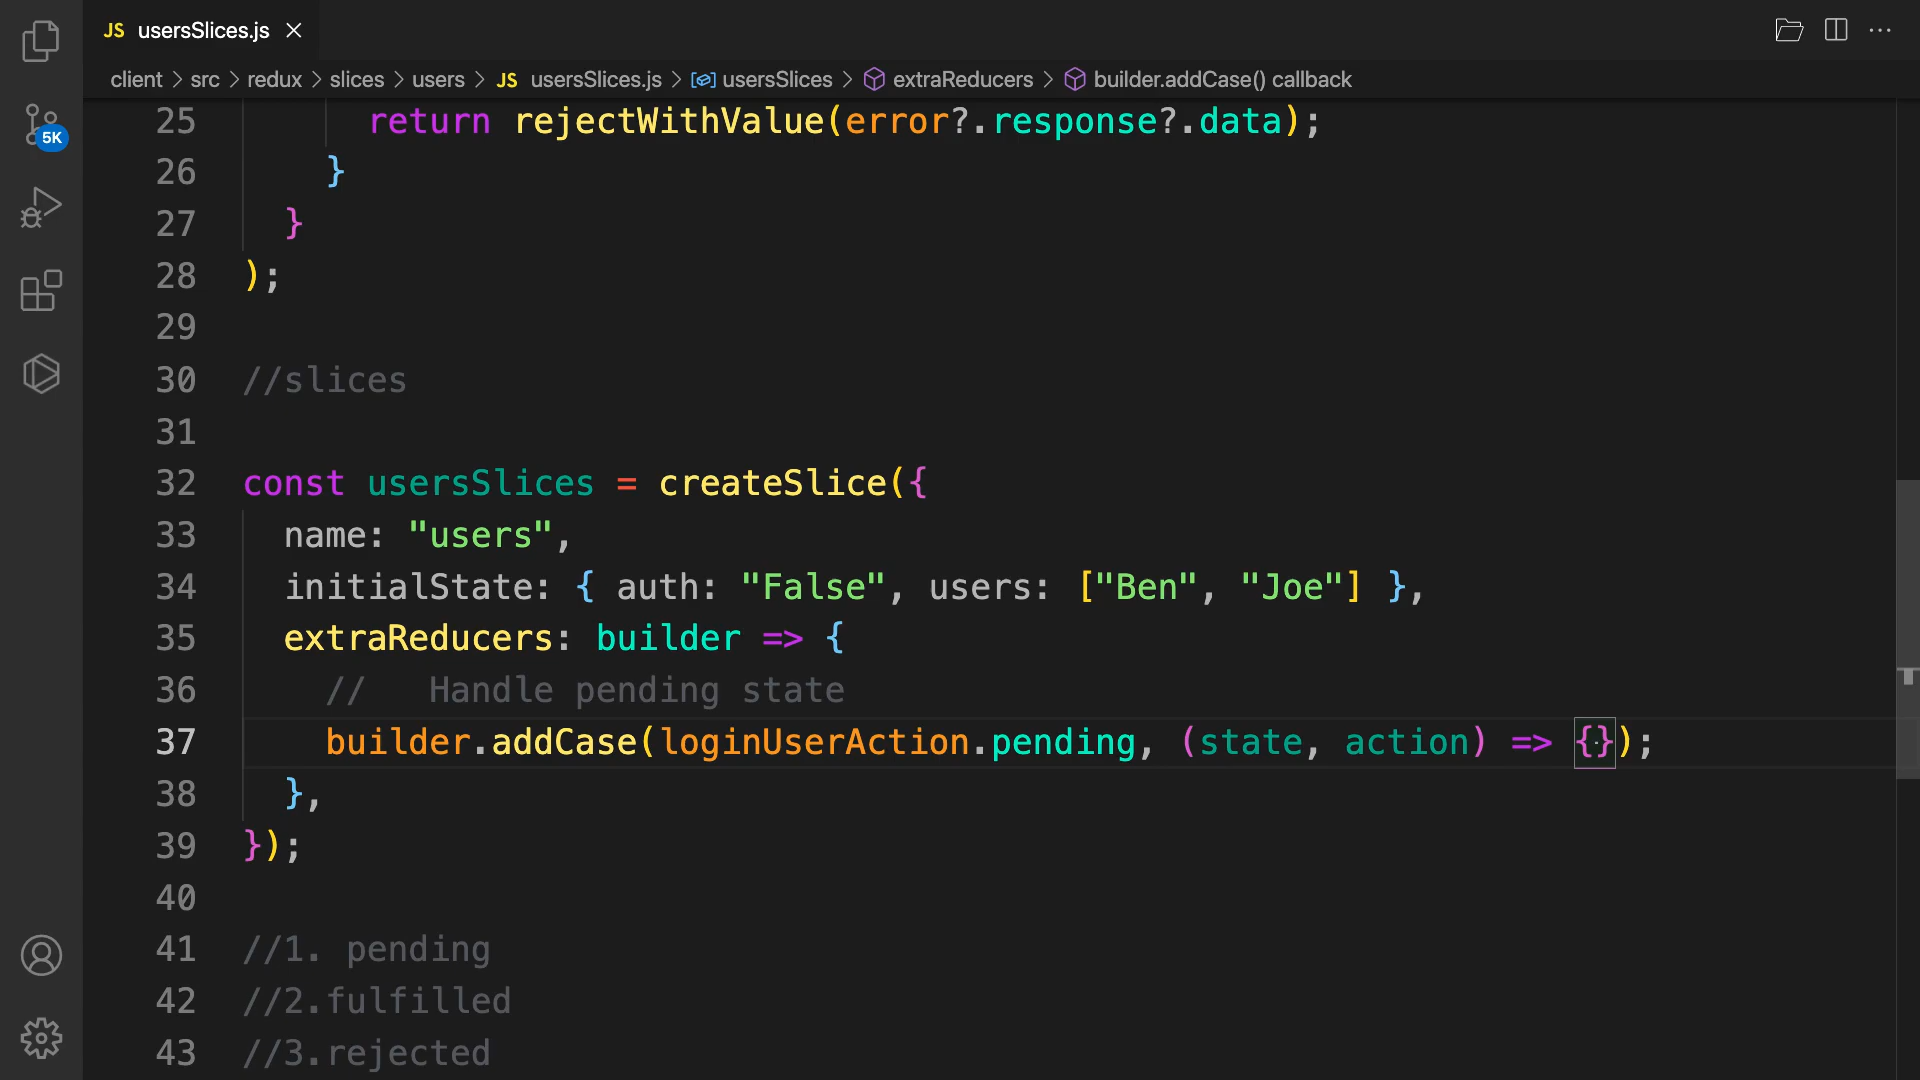 JS usersSlices.js
client > src > redux > slices > users > JS usersSlices.js > usersSlices > extraReducers > builder.addCase() callback
5K
25 return rejectWithValue(error?.response?.data);
26 }
27 }
28 );
29
30 //slices
31
32 const usersSlices = createSlice({
33 name: "users",
34 initialState: { auth: "False", users: ["Ben", "Joe"] },
35 extraReducers: builder => {
36 //   Handle pending state
37 builder.addCase(loginUserAction.pending, (state, action) => {});
38 },
39 });
40
41 //1. pending
42 //2.fulfilled
43 //3.rejected